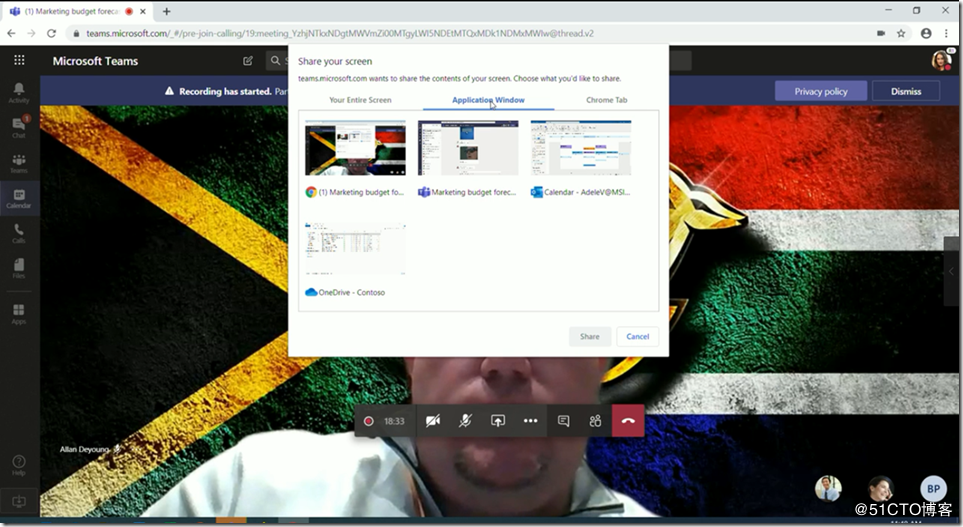 (1) Marketing budget foreca
teams.microsoft.com/_#/pre-join-calling/19:meeting_YzhjNTkxNDgtMWVmZi00MTgyLWI5NDEtMTQxMDk1NDMxMWIw@thread.v2
Microsoft Teams
Share your screen
teams.microsoft.com wants to share the contents of your screen. Choose what you'd like to share.
Recording has started.
Privacy policy
Dismiss
Your Entire Screen
Application Window
Chrome Tab
Activity
Chat
Teams
Calendar
Calls
Files
Apps
Help
(1) Marketing budget fo...
Marketing budget forec...
Calendar - AdeleV@MSI...
OneDrive - Contoso
Share
Cancel
18:33
Allan Deyoung
BP
@51CTO博客